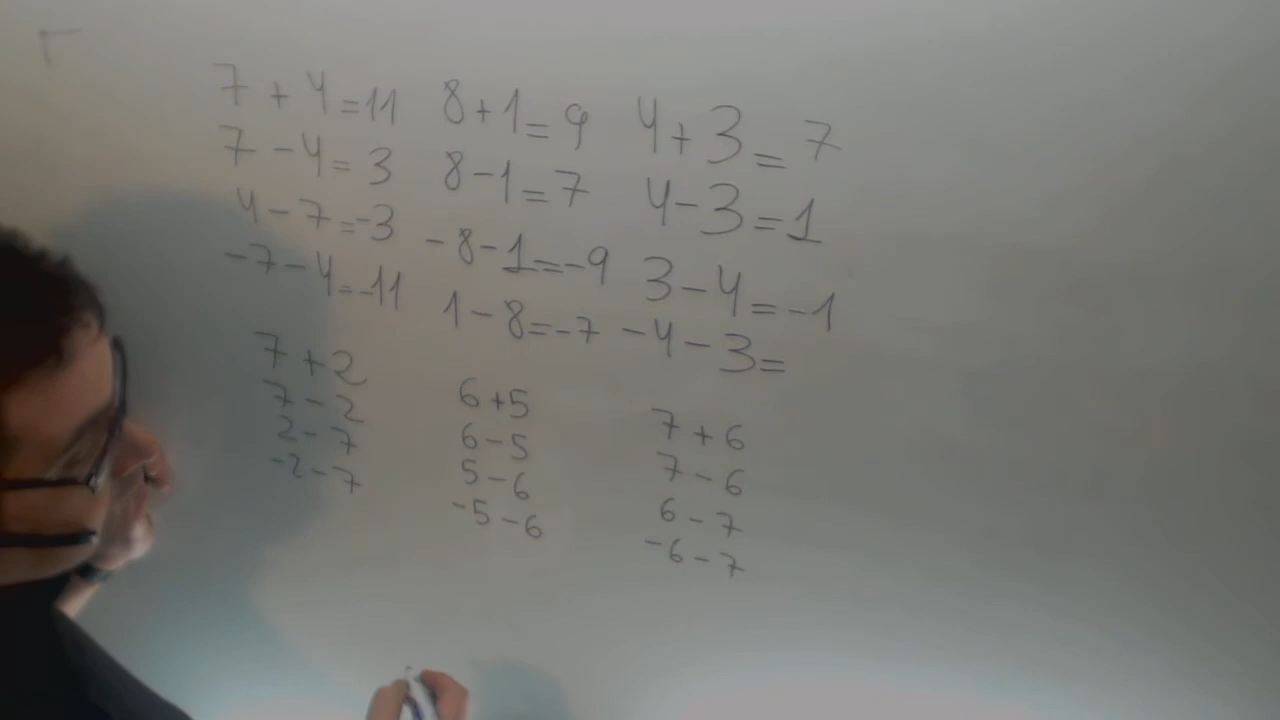 7 + 4 = 11
7 - 4 = 3
4 - 7 = -3
-7 - 4 = -11
8 + 1 = 9
8 - 1 = 7
-8 - 1 = -9
1 - 8 = -7
4 + 3 = 7
4 - 3 = 1
3 - 4 = -1
-4 - 3 =
7 + 2
7 - 2
2 - 7
-2 - 7
6 + 5
6 - 5
5 - 6
-5 - 6
7 + 6
7 - 6
6 - 7
-6 - 7